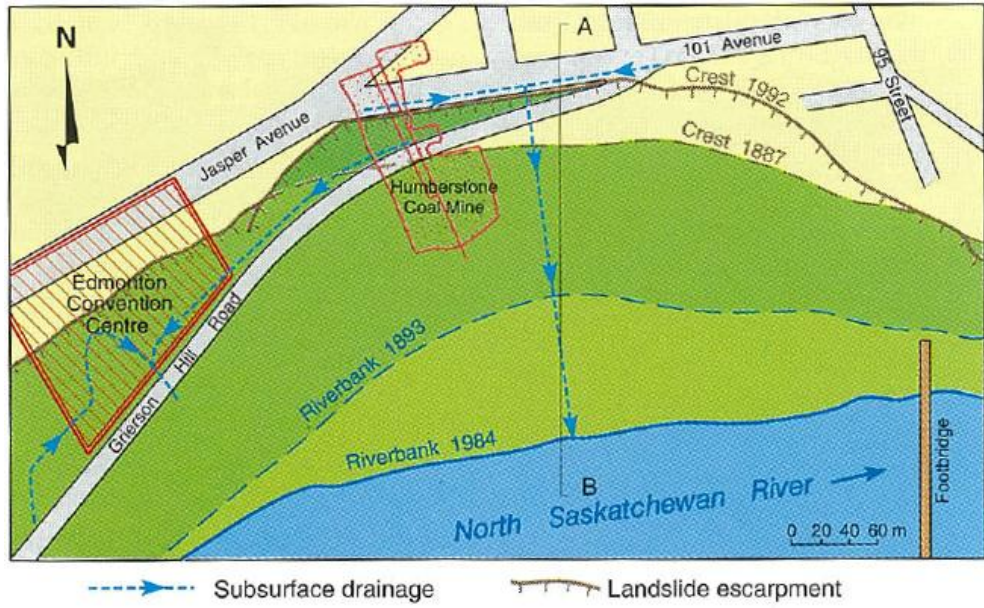 N
A
101 Avenue
95 Street
Crest 1992
Crest 1887
Jasper Avenue
Humberstone
Coal Mine
Edmonton
Convention
Centre
Grierson Hill Road
Riverbank 1893
Riverbank 1984
B
North Saskatchewan River
Footbridge
0 20 40 60 m
Subsurface drainage
Landslide escarpment